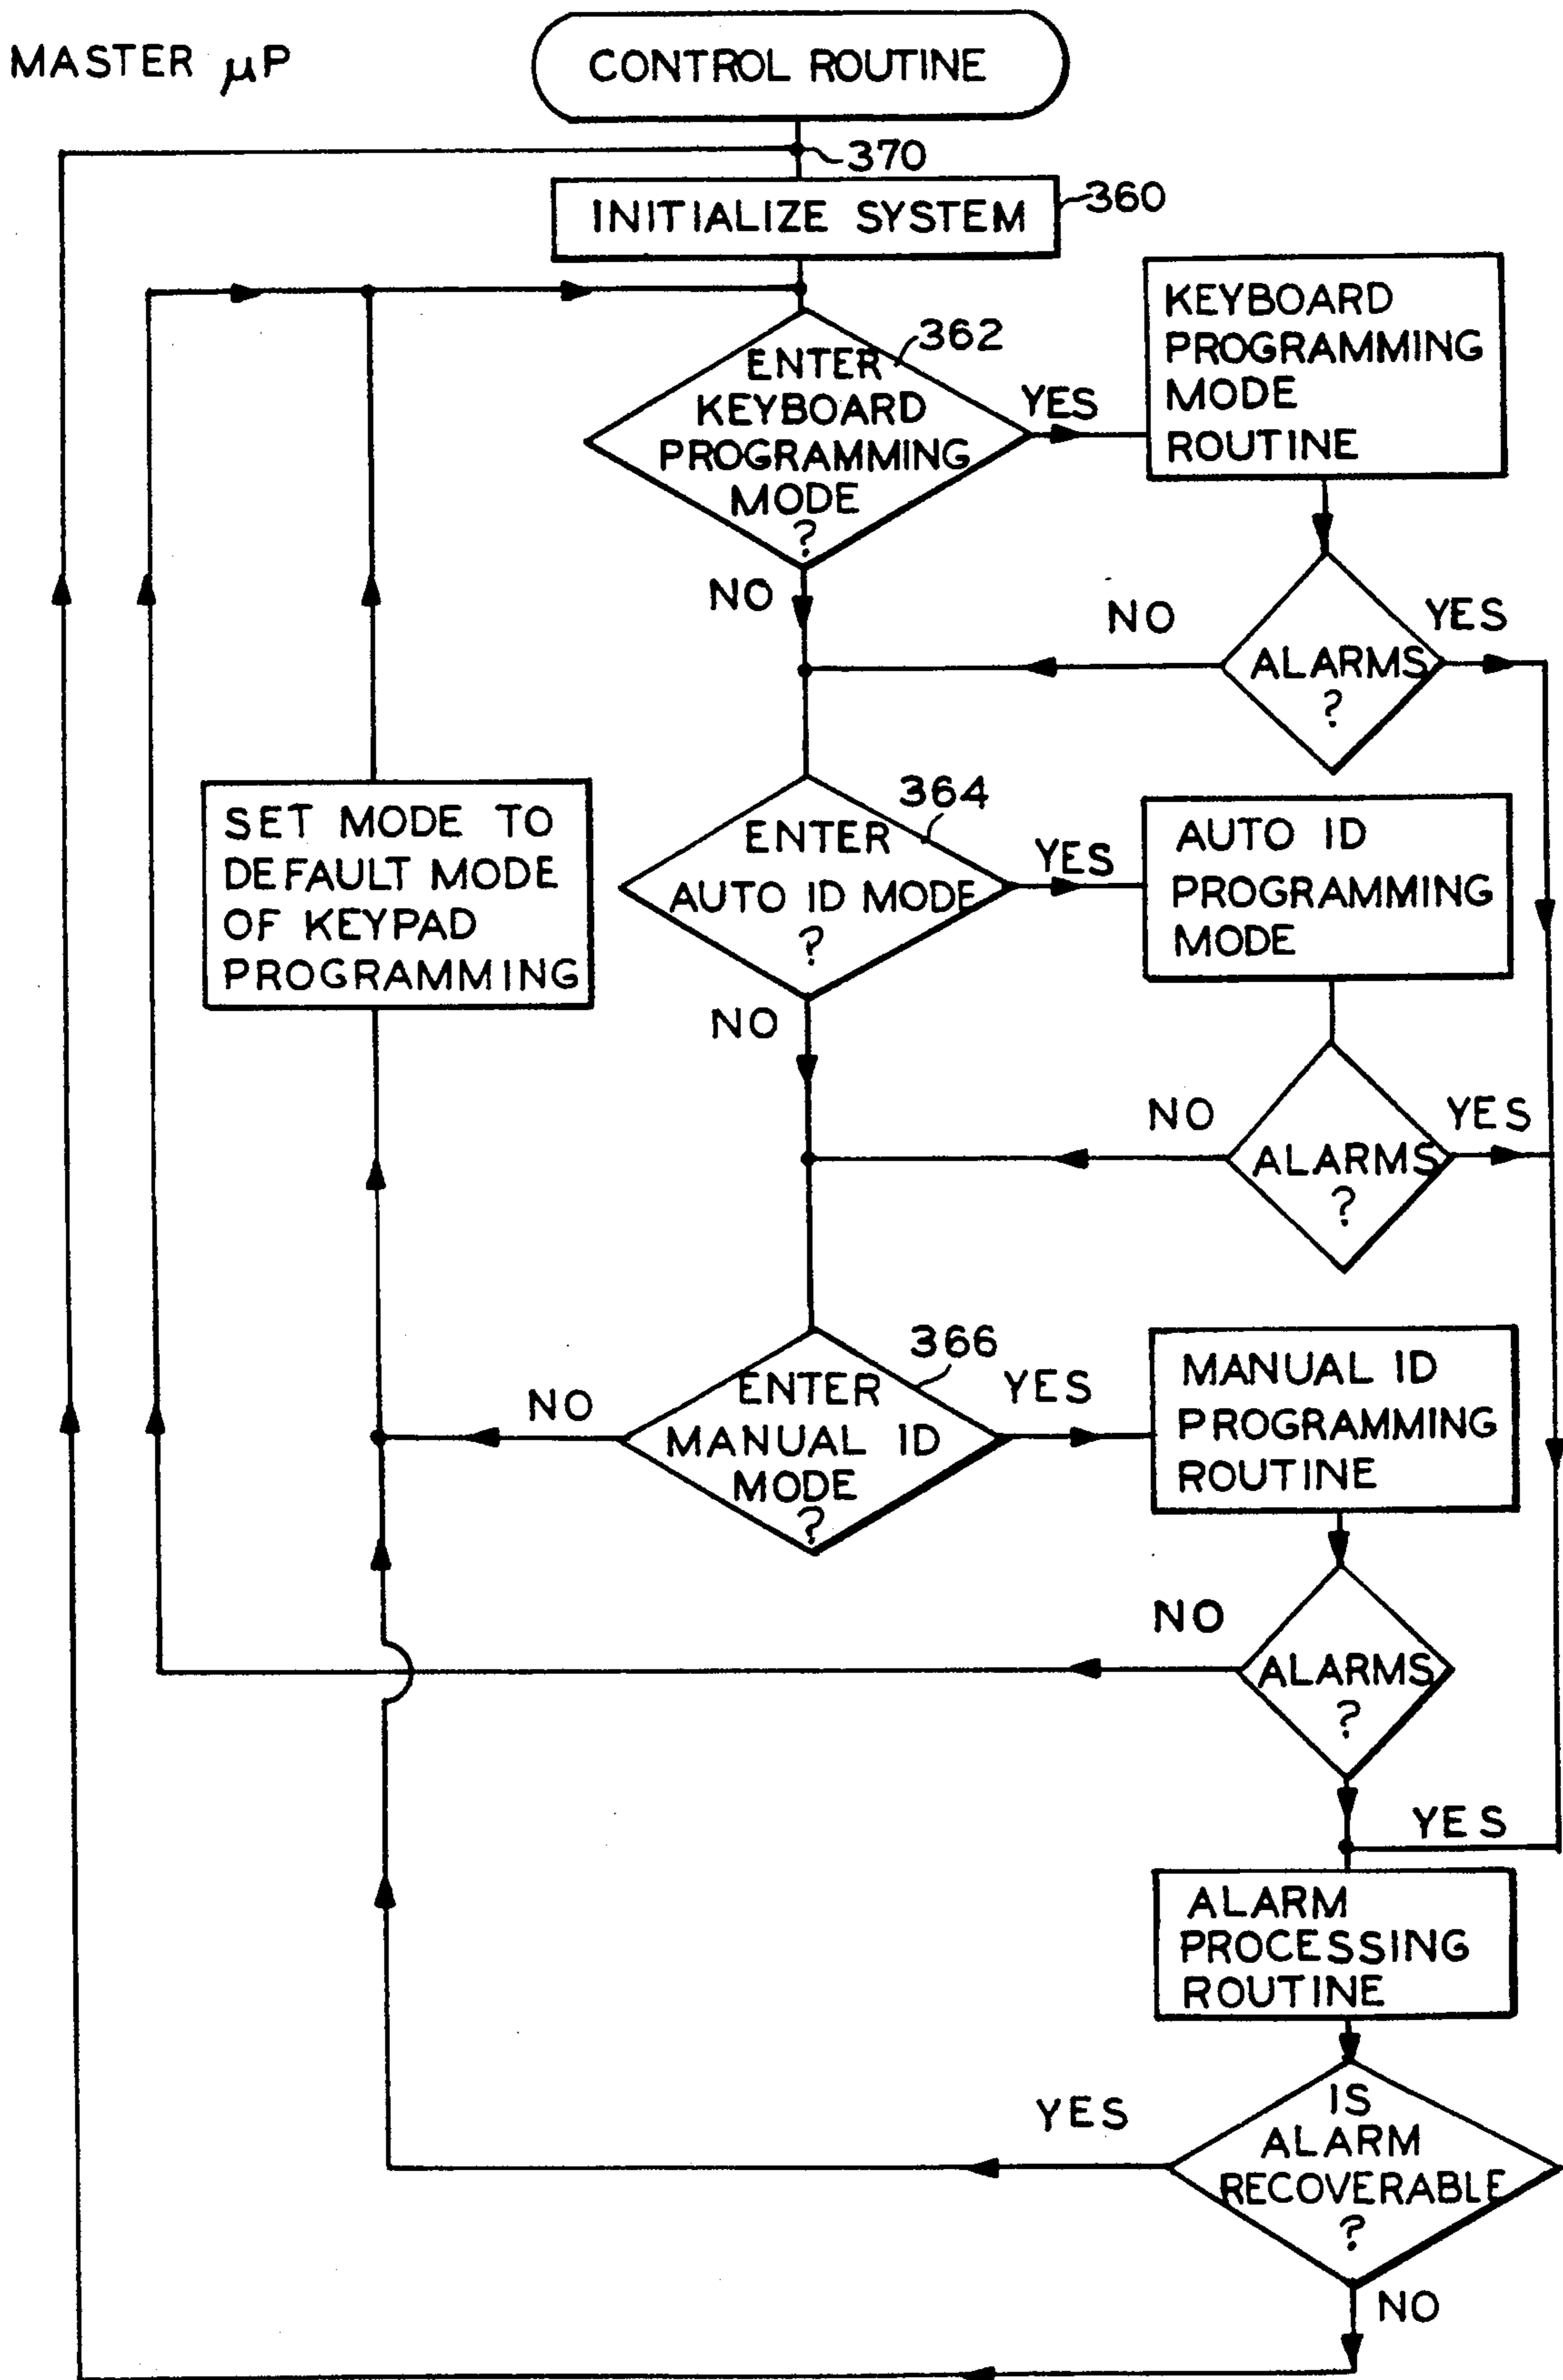 MASTER μP
CONTROL ROUTINE
370
INITIALIZE SYSTEM
360
ENTER
KEYBOARD
PROGRAMMING
MODE
?
362
YES
NO
KEYBOARD
PROGRAMMING
MODE
ROUTINE
NO
YES
ALARMS
?
SET MODE TO
DEFAULT MODE
OF KEYPAD
PROGRAMMING
ENTER
AUTO ID MODE
?
364
YES
NO
AUTO ID
PROGRAMMING
MODE
NO
YES
ALARMS
?
ENTER
MANUAL ID
MODE
?
366
NO
YES
MANUAL ID
PROGRAMMING
ROUTINE
NO
ALARMS
?
YES
ALARM
PROCESSING
ROUTINE
YES
IS
ALARM
RECOVERABLE
?
NO